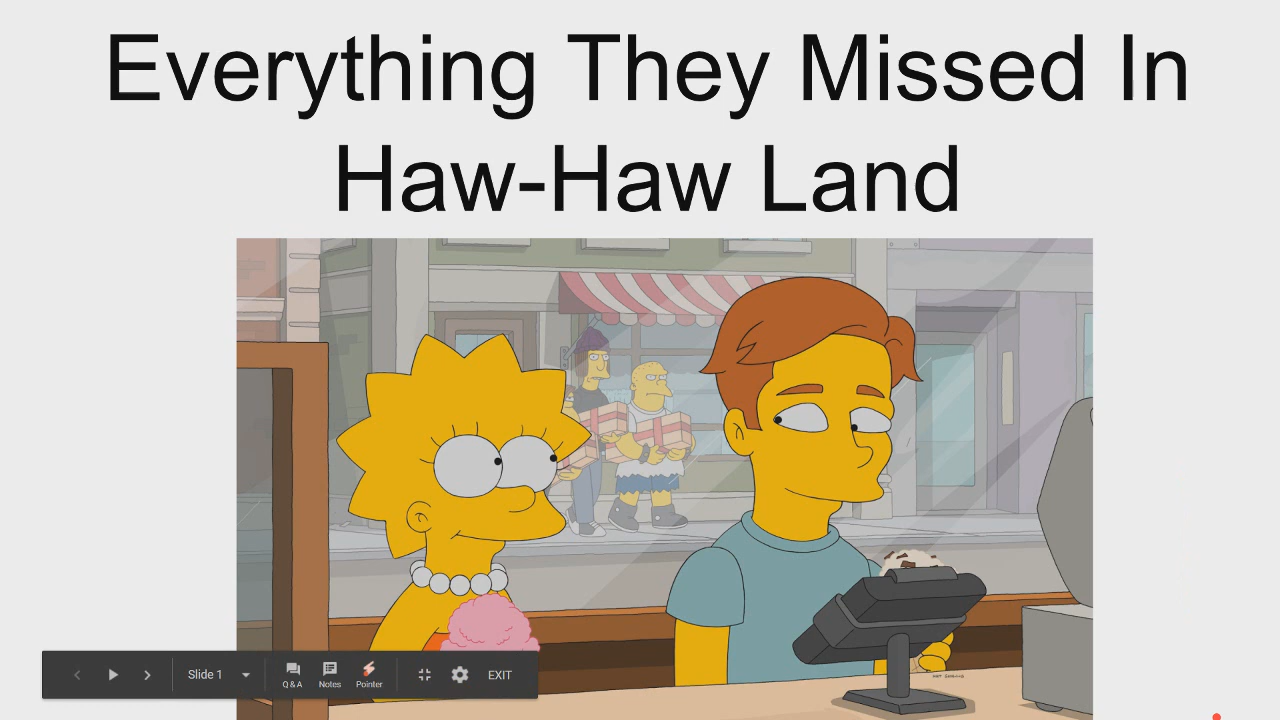 Everything They Missed In
Haw-Haw Land
Slide 1
Q & A
Notes
Pointer
EXIT